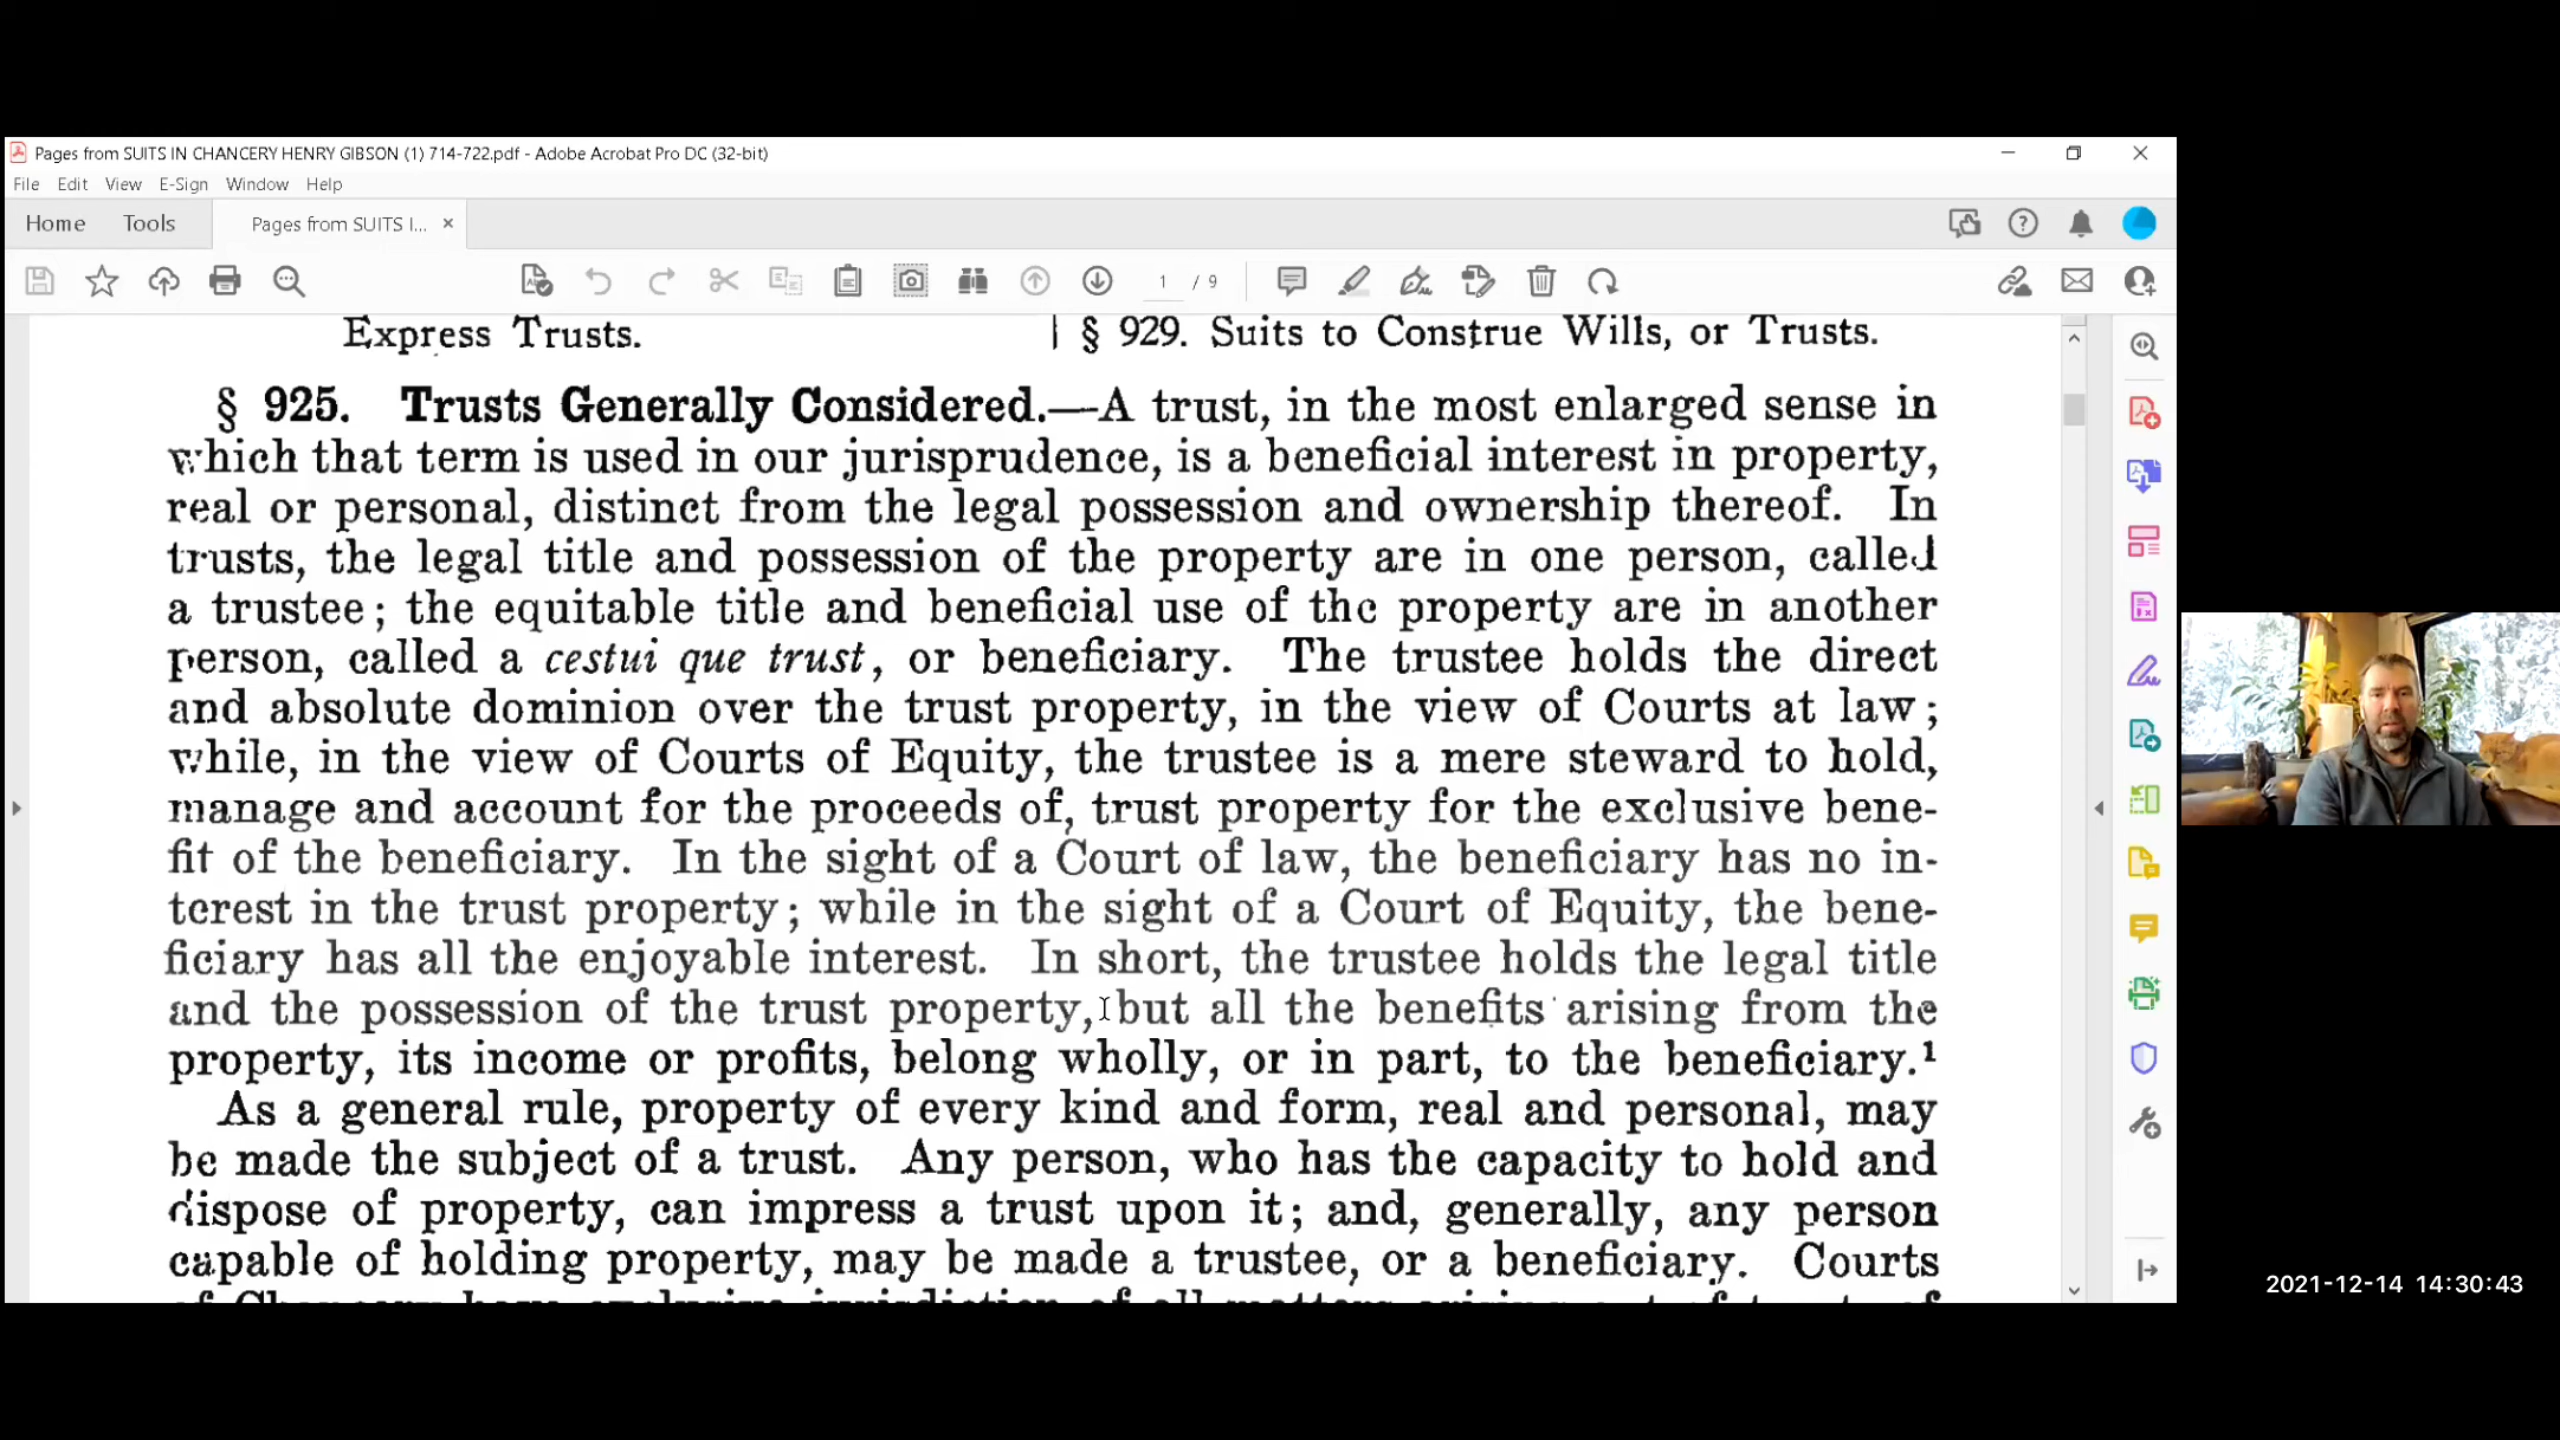 Pages from SUITS IN CHANCERY HENRY GIBSON (1) 714-722.pdf - Adobe Acrobat Pro DC (32-bit)
File Edit View E-Sign Window Help
Home Tools Pages from SUITS I... ×
1 / 9
Express Trusts. | § 929. Suits to Construe Wills, or Trusts.
§ 925. Trusts Generally Considered.—A trust, in the most enlarged sense in
which that term is used in our jurisprudence, is a beneficial interest in property,
real or personal, distinct from the legal possession and ownership thereof. In
trusts, the legal title and possession of the property are in one person, called
a trustee; the equitable title and beneficial use of the property are in another
person, called a cestui que trust, or beneficiary. The trustee holds the direct
and absolute dominion over the trust property, in the view of Courts at law;
while, in the view of Courts of Equity, the trustee is a mere steward to hold,
manage and account for the proceeds of, trust property for the exclusive bene-
fit of the beneficiary. In the sight of a Court of law, the beneficiary has no in-
terest in the trust property; while in the sight of a Court of Equity, the bene-
ficiary has all the enjoyable interest. In short, the trustee holds the legal title
and the possession of the trust property, but all the benefits arising from the
property, its income or profits, belong wholly, or in part, to the beneficiary.¹
As a general rule, property of every kind and form, real and personal, may
be made the subject of a trust. Any person, who has the capacity to hold and
dispose of property, can impress a trust upon it; and, generally, any person
capable of holding property, may be made a trustee, or a beneficiary. Courts
2021-12-14 14:30:43